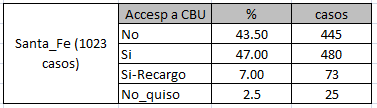 Accesp a CBU % casos
Santa_Fe (1023 casos) No 43.50 445
Si 47.00 480
Si-Recargo 7.00 73
No_quiso 2.5 25